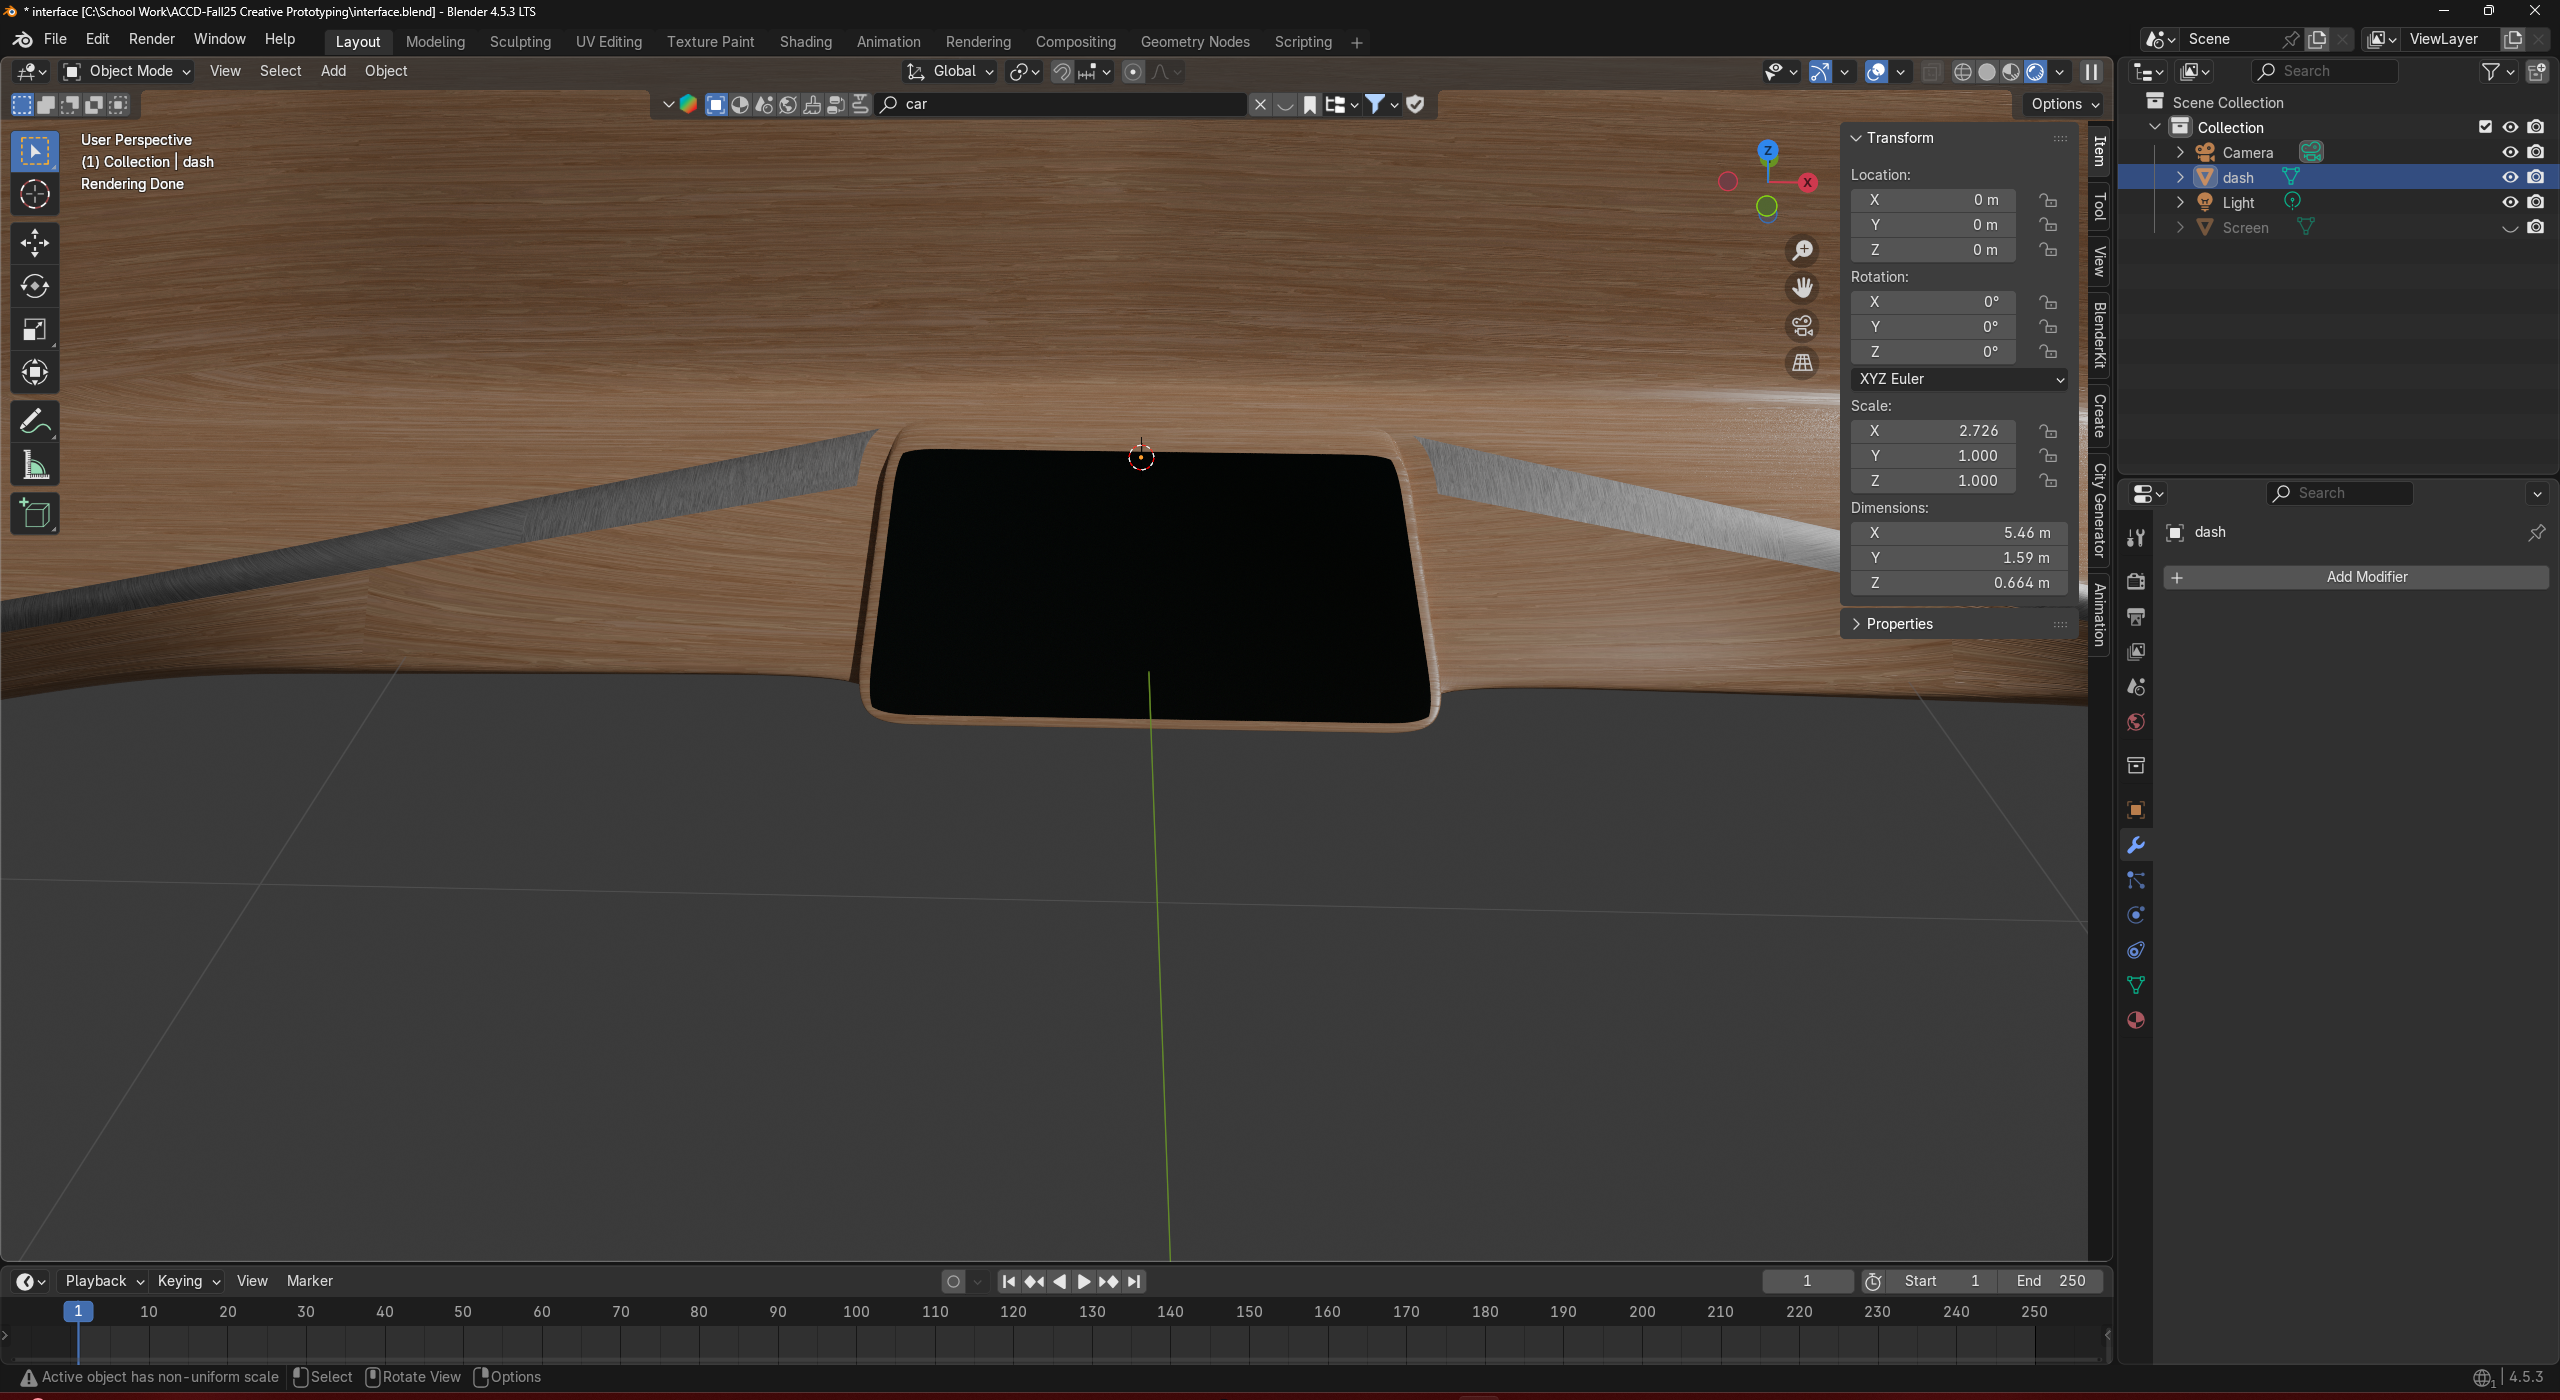 * interface [C:\School Work\ACCD-Fall25 Creative Prototyping\interface.blend] - Blender 4.5.3 LTS
File Edit Render Window Help Layout Modeling Sculpting UV Editing Texture Paint Shading Animation Rendering Compositing Geometry Nodes Scripting + Scene ViewLayer
Object Mode View Select Add Object Global Search
car Options
User Perspective
(1) Collection | dash
Rendering Done
Z
X
Transform
Location:
X 0 m
Y 0 m
Z 0 m
Rotation:
X 0°
Y 0°
Z 0°
XYZ Euler
Scale:
X 2.726
Y 1.000
Z 1.000
Dimensions:
X 5.46 m
Y 1.59 m
Z 0.664 m
Properties
Item
Tool
View
BlenderKit
Create
City Generator
Animation
Scene Collection
Collection
Camera
dash
Light
Screen
Search
dash
+ Add Modifier
Playback Keying View Marker 1 Start 1 End 250
1 10 20 30 40 50 60 70 80 90 100 110 120 130 140 150 160 170 180 190 200 210 220 230 240 250
Active object has non-uniform scale Select Rotate View Options 1 4.5.3